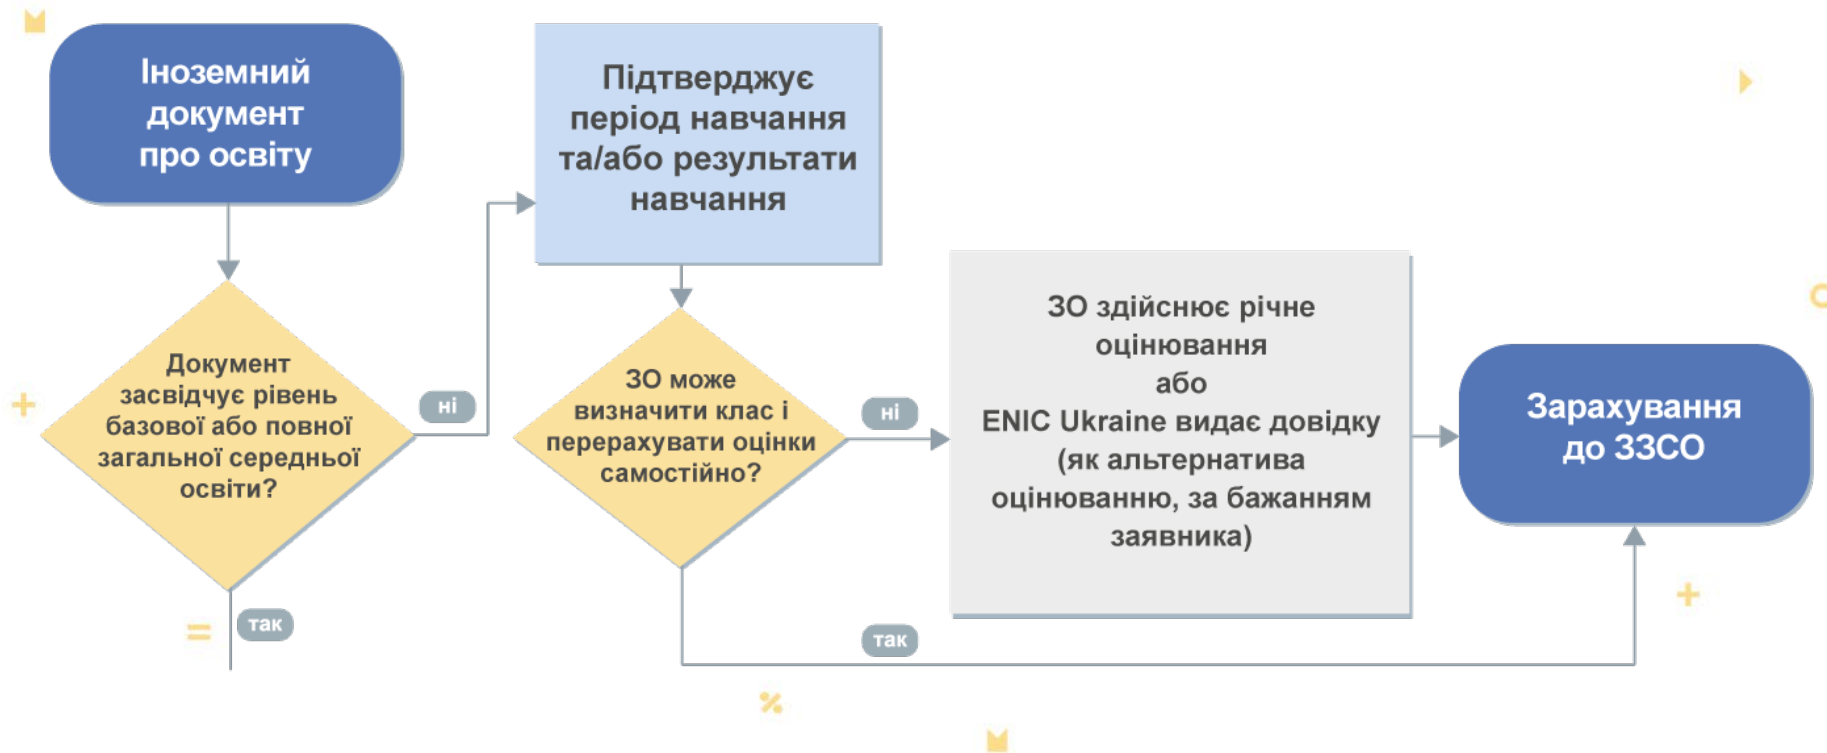 Іноземний
документ
про освіту
Документ
засвідчує рівень
базової або повної
загальної середньої
освіти?
так
ні
Підтверджує
період навчання
та/або результати
навчання
ЗО може
визначити клас і
перерахувати оцінки
самостійно?
ні
так
ЗО здійснює річне
оцінювання
або
ENIC Ukraine видає довідку
(як альтернатива
оцінюванню, за бажанням
заявника)
Зарахування
до ЗЗСО